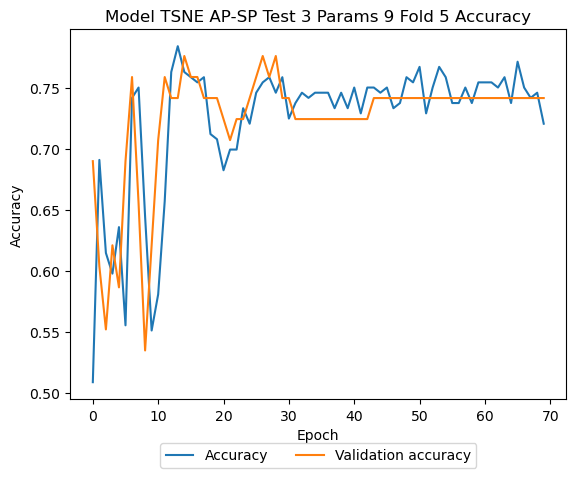 Model TSNE AP-SP Test 3 Params 9 Fold 5 Accuracy
0.75
0.70
0.65
0.60
0.55
0.50
Accuracy
0 10 20 30 40 50 60 70
Epoch
Accuracy Validation accuracy